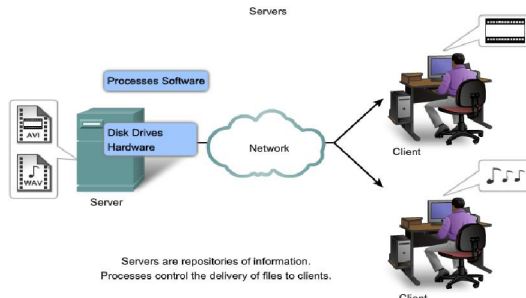 Servers
Processes Software
Disk Drives
Hardware
AVI
WAV
Network
Server
Client
Client
Servers are repositories of information.
Processes control the delivery of files to clients.